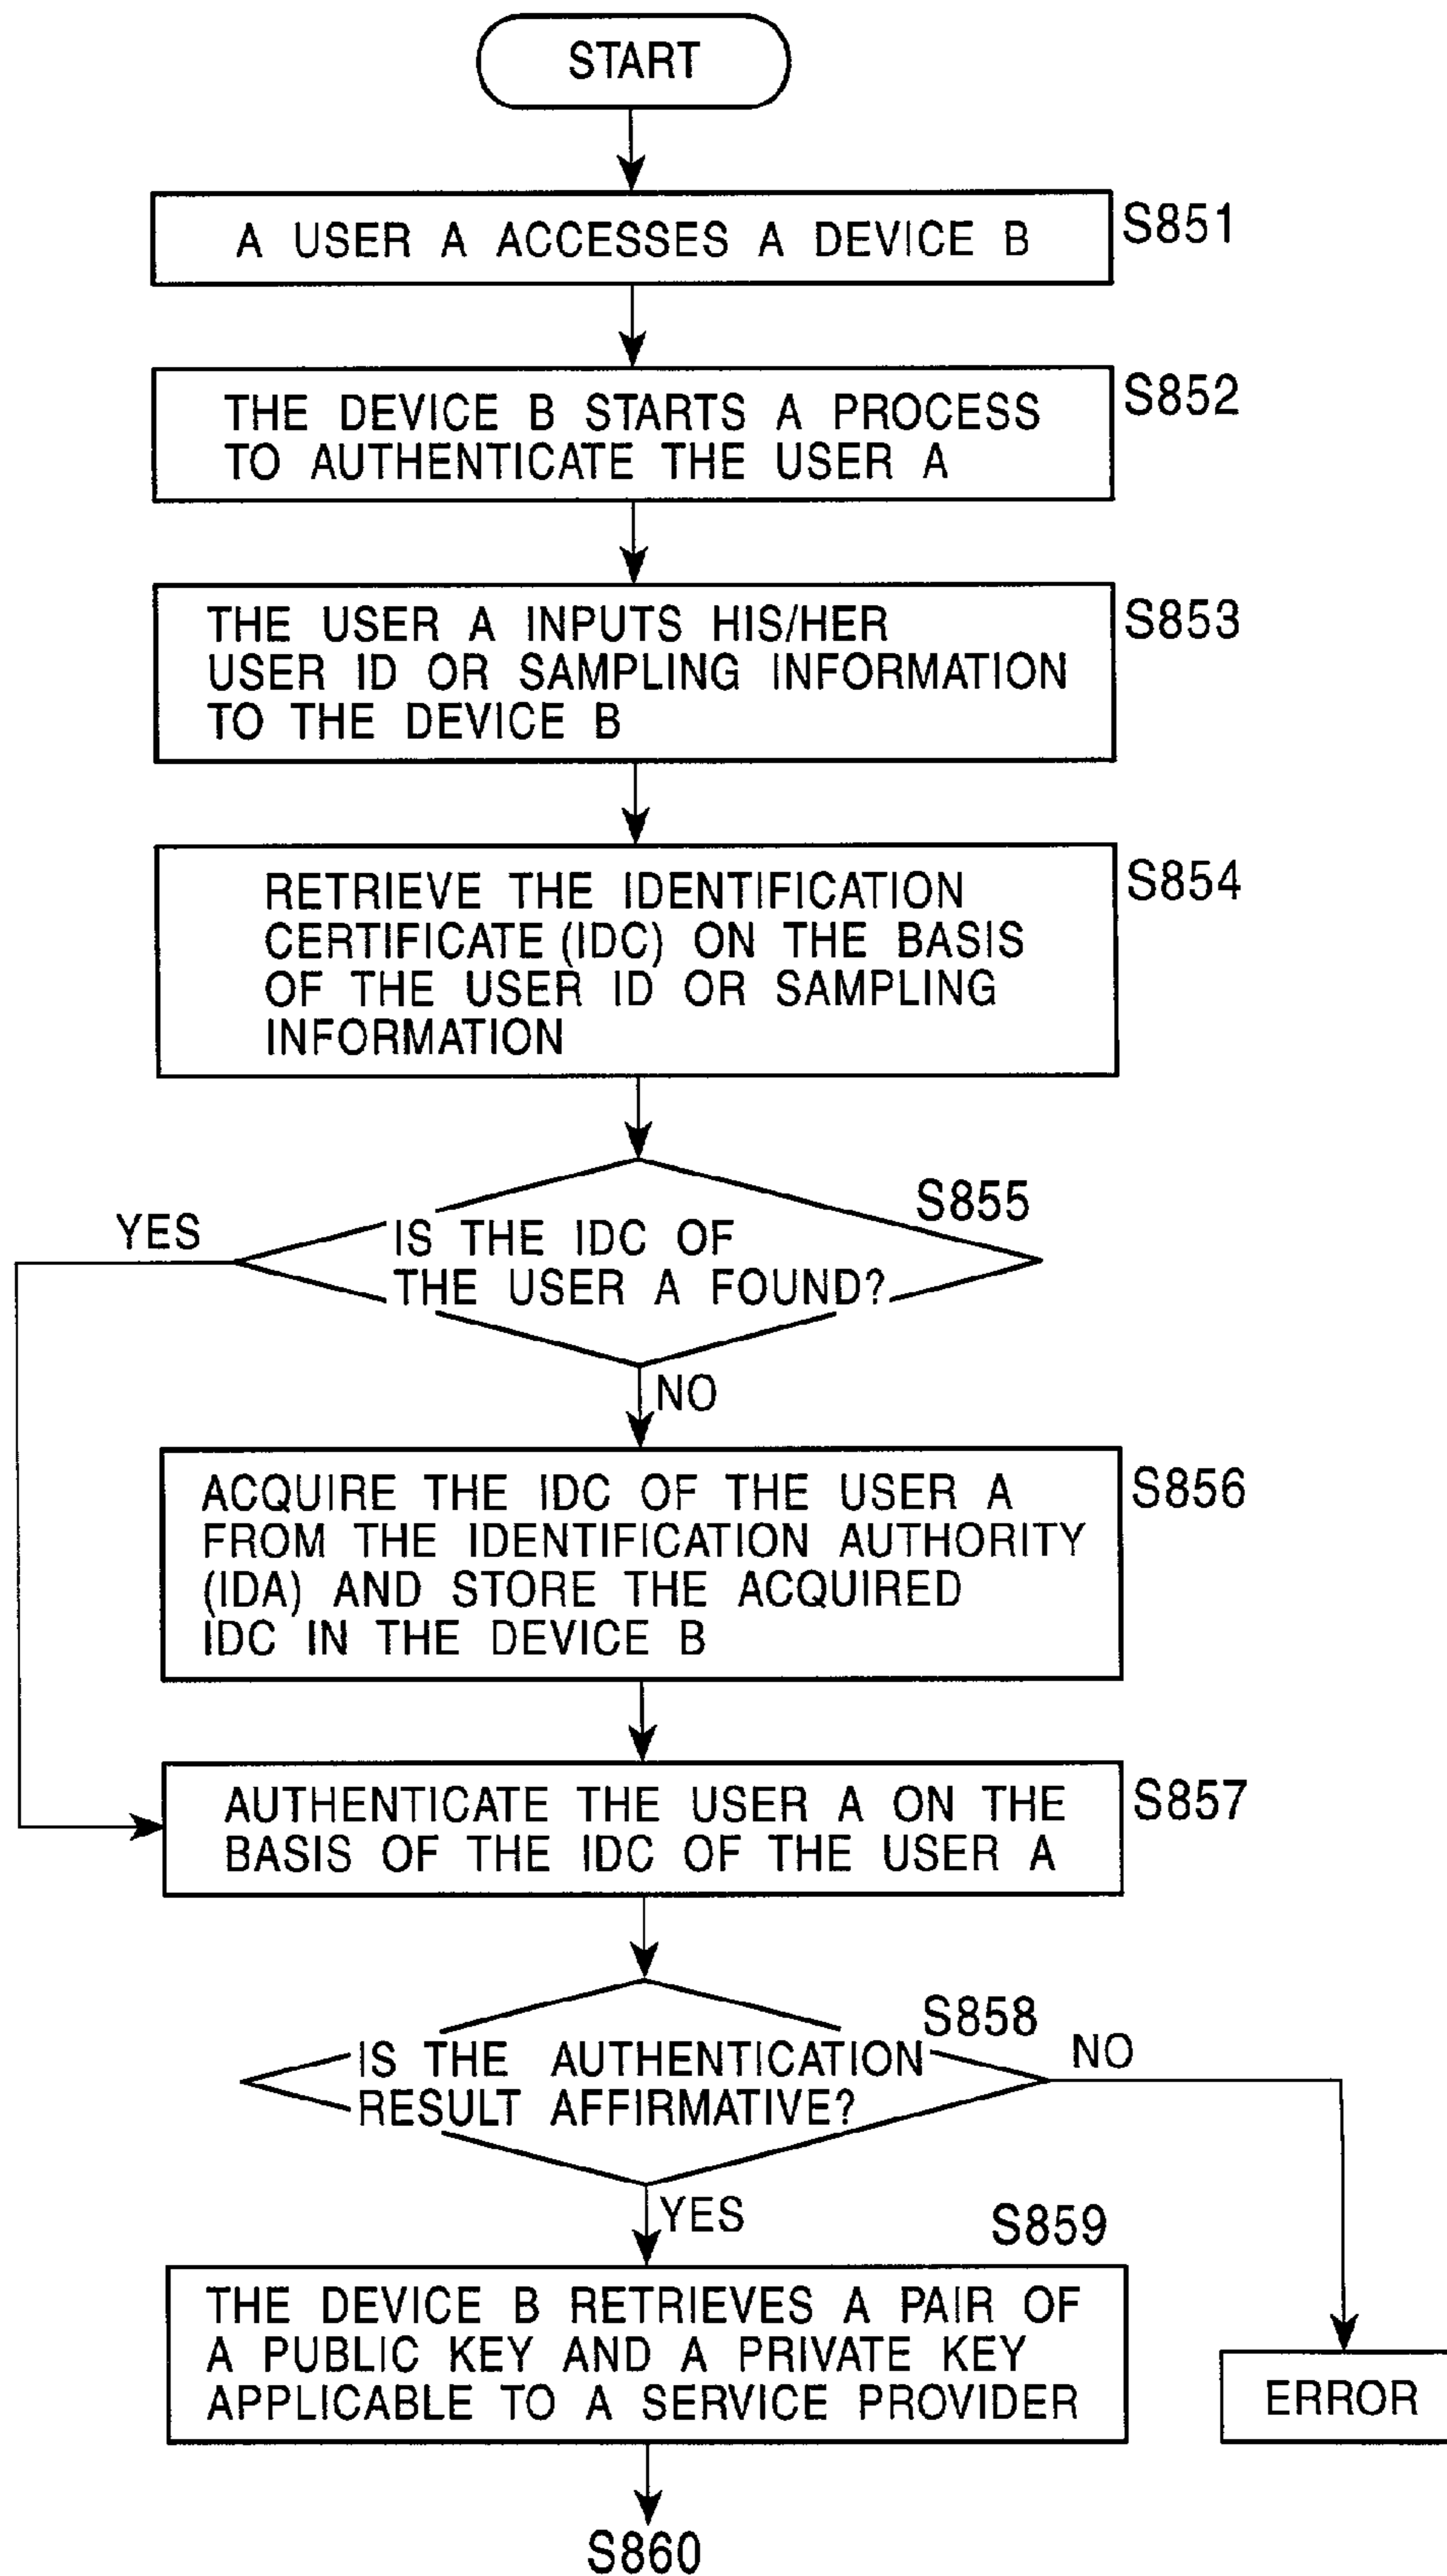 START
A USER A ACCESSES A DEVICE B
S851
THE DEVICE B STARTS A PROCESS
TO AUTHENTICATE THE USER A
S852
THE USER A INPUTS HIS/HER
USER ID OR SAMPLING INFORMATION
TO THE DEVICE B
S853
RETRIEVE THE IDENTIFICATION
CERTIFICATE (IDC) ON THE BASIS
OF THE USER ID OR SAMPLING
INFORMATION
S854
S855
YES
IS THE IDC OF
THE USER A FOUND?
NO
ACQUIRE THE IDC OF THE USER A
FROM THE IDENTIFICATION AUTHORITY
(IDA) AND STORE THE ACQUIRED
IDC IN THE DEVICE B
S856
AUTHENTICATE THE USER A ON THE
BASIS OF THE IDC OF THE USER A
S857
S858
IS THE AUTHENTICATION
RESULT AFFIRMATIVE?
NO
YES
S859
THE DEVICE B RETRIEVES A PAIR OF
A PUBLIC KEY AND A PRIVATE KEY
APPLICABLE TO A SERVICE PROVIDER
ERROR
S860